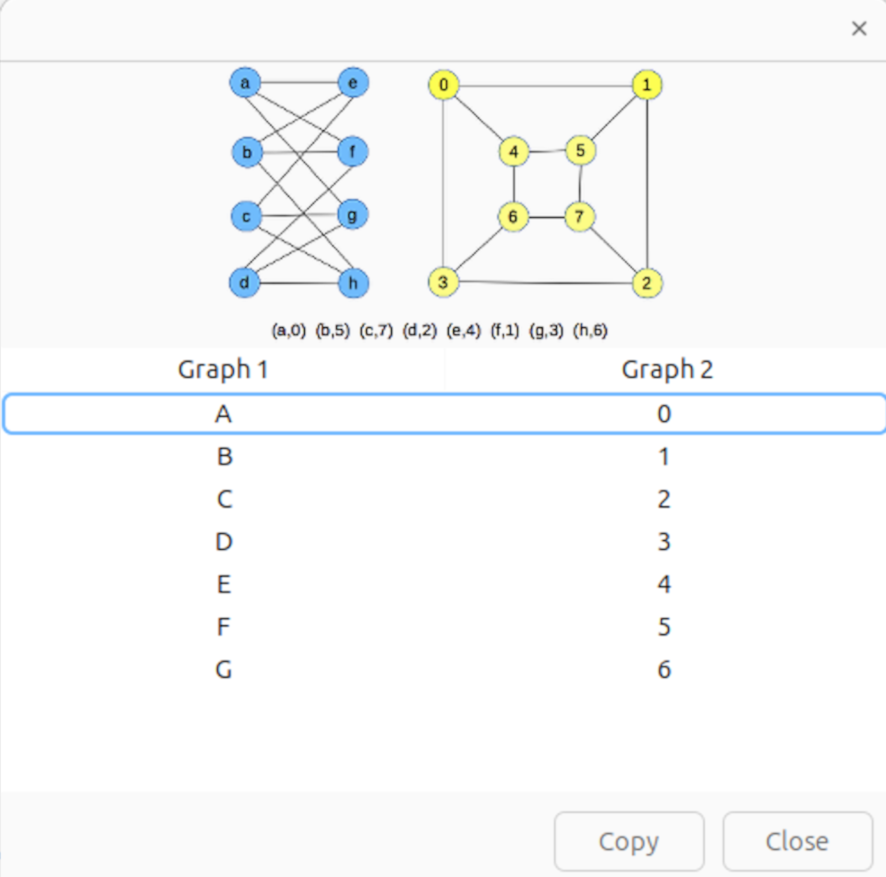 ×
a e 0 1
b f 4 5
c g 6 7
d h 3 2
(a,0) (b,5) (c,7) (d,2) (e,4) (f,1) (g,3) (h,6)
Graph 1 Graph 2
A 0
B 1
C 2
D 3
E 4
F 5
G 6
Copy Close